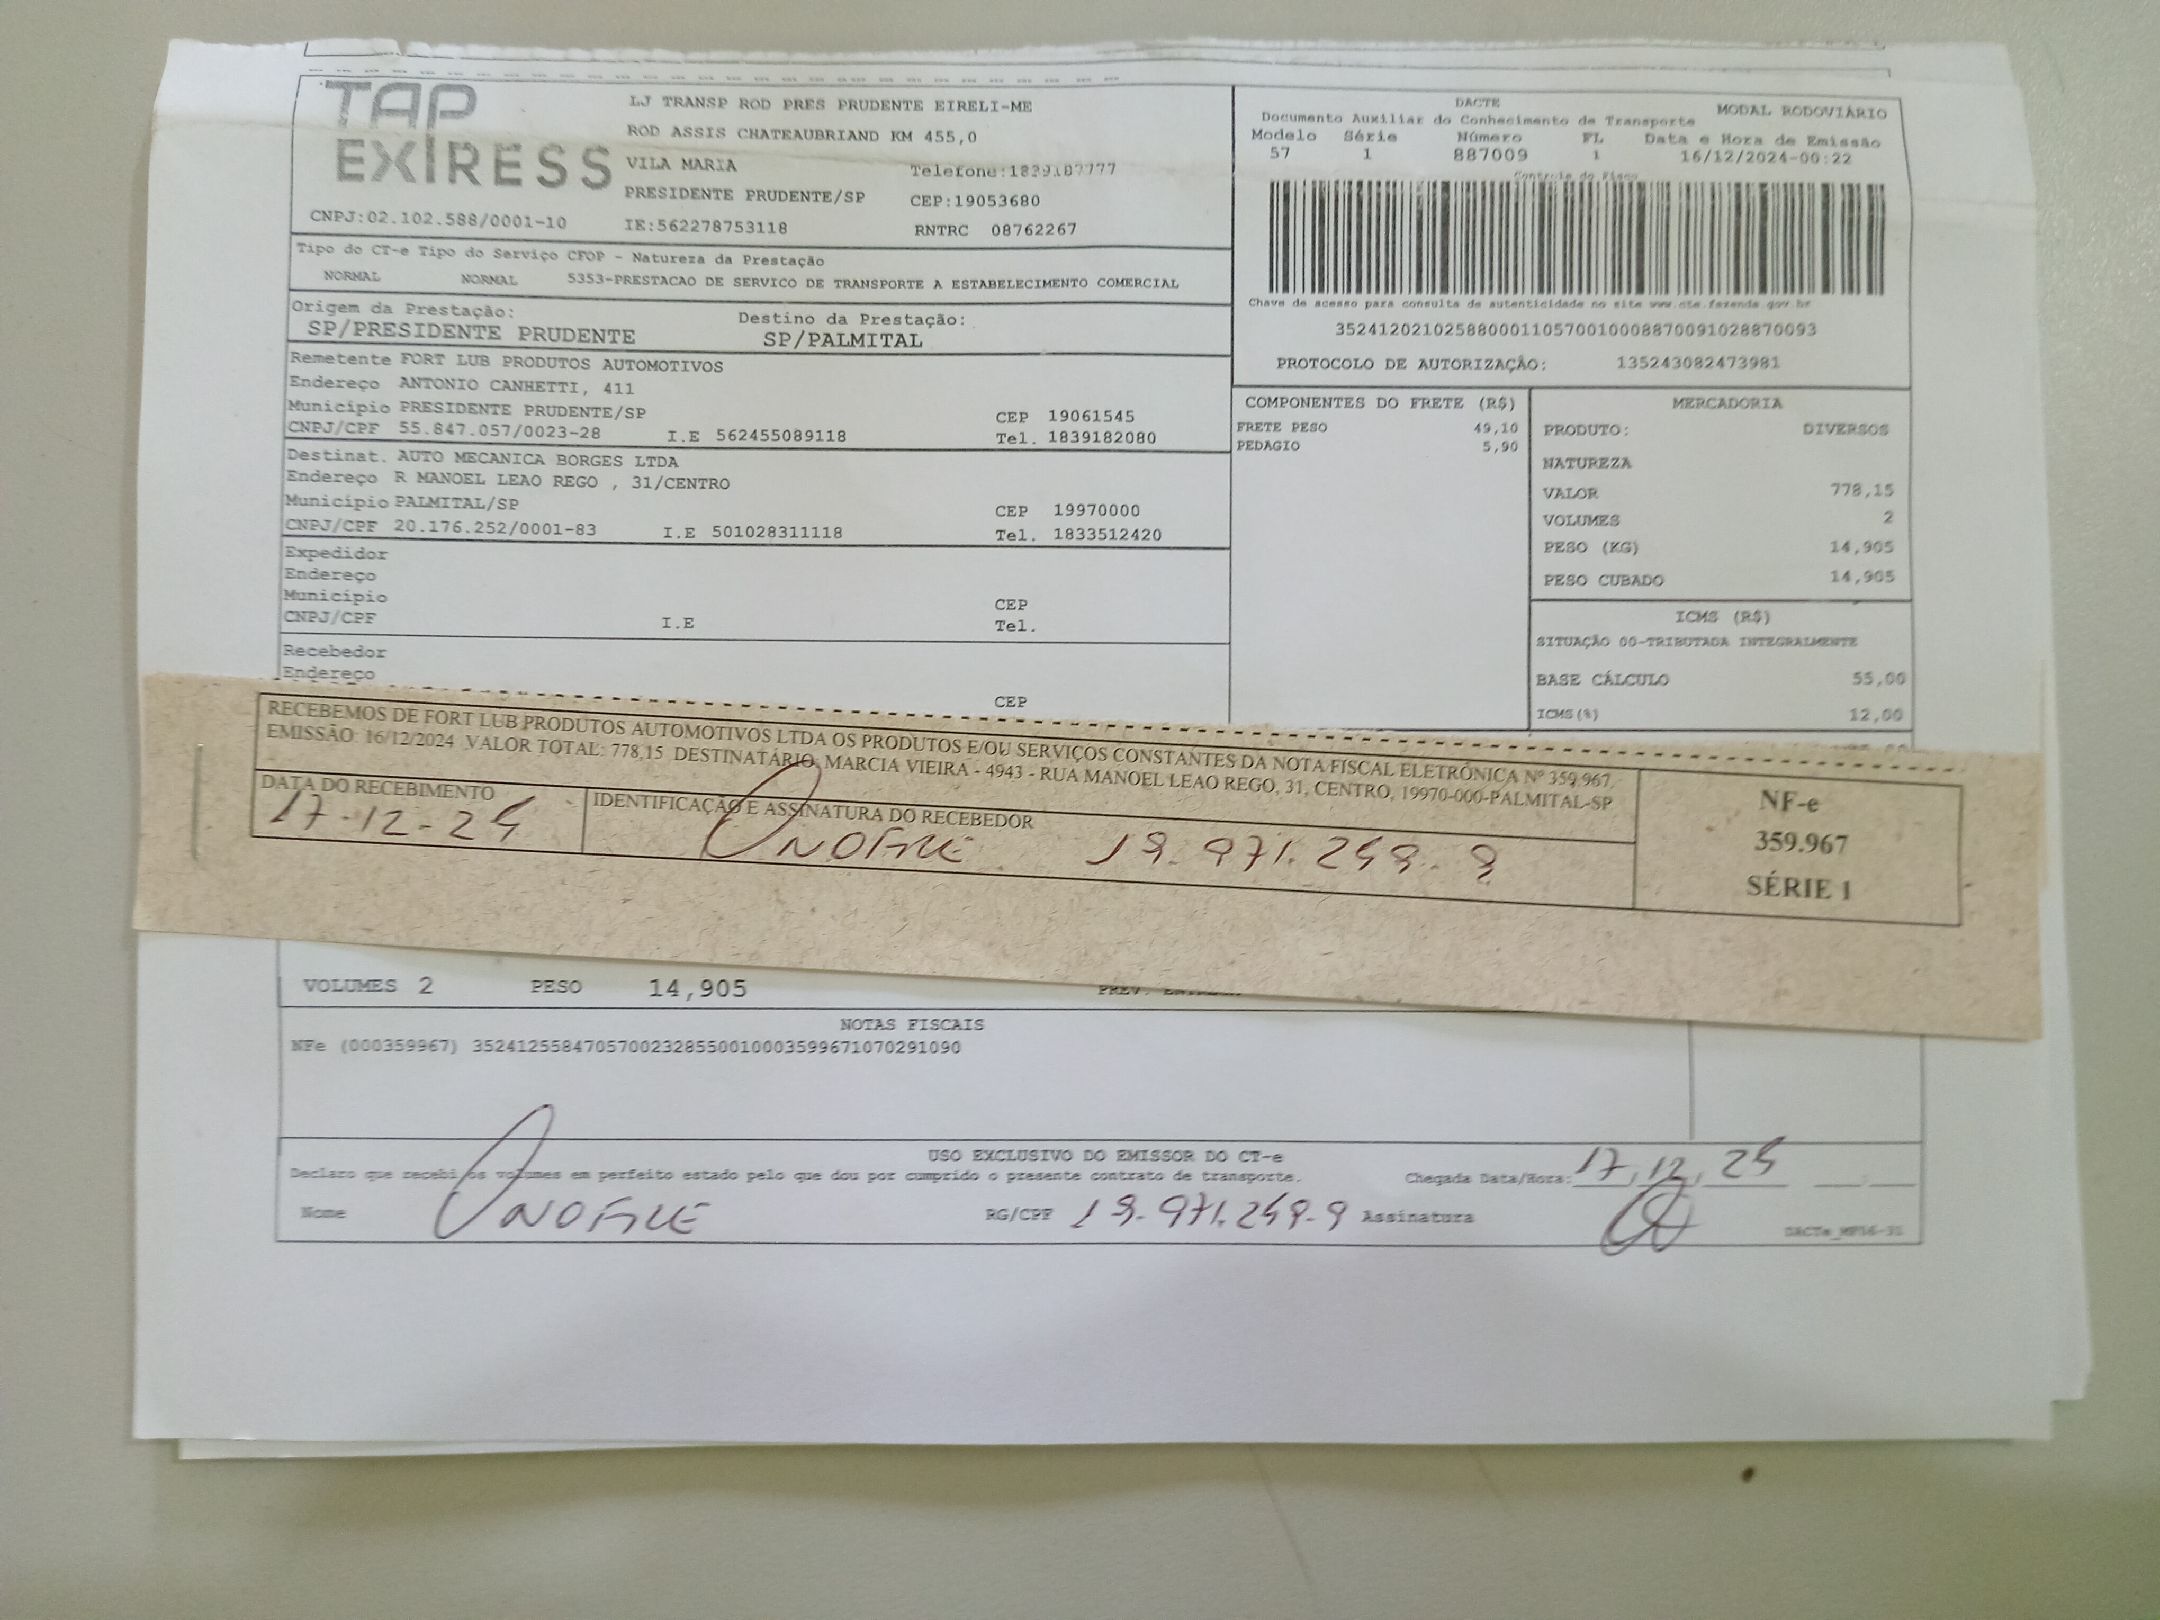 TAP
EXIRESS
LJ TRANSP ROD PRES PRUDENTE EIRELI-ME
ROD ASSIS CHATEAUBRIAND KM 455,0
VILA MARIA
PRESIDENTE PRUDENTE/SP CEP:19053680
CNPJ:02.102.588/0001-10 IE:562278753118 RNTRC 08762267
DACTE MODAL RODOVIÁRIO
Documento Auxiliar do Conhecimento de Transporte
Modelo Série Número FL Data e Hora de Emissão
57 1 887009 1 16/12/2024-00:22
Controle do Fisco
Chave de acesso para consulta de autenticidade no site www.cte.fazenda.gov.br
35241202102588000110570010008870091028870093
PROTOCOLO DE AUTORIZAÇÃO: 135243082473981
Tipo do CT-e Tipo do Serviço CFOP - Natureza da Prestação
NORMAL NORMAL 5353-PRESTACAO DE SERVICO DE TRANSPORTE A ESTABELECIMENTO COMERCIAL
Origem da Prestação: Destino da Prestação:
SP/PRESIDENTE PRUDENTE SP/PALMITAL
Remetente FORT LUB PRODUTOS AUTOMOTIVOS
Endereço ANTONIO CANHETTI, 411
Município PRESIDENTE PRUDENTE/SP CEP 19061545
CNPJ/CPF 55.847.057/0023-28 I.E 562455089118 Tel. 1839182080
Destinat. AUTO MECANICA BORGES LTDA
Endereço R MANOEL LEAO REGO , 31/CENTRO
Município PALMITAL/SP CEP 19970000
CNPJ/CPF 20.176.252/0001-83 I.E 501028311118 Tel. 1833512420
Expedidor
Endereço
Município CEP
CNPJ/CPF I.E Tel.
Recebedor
Endereço
CEP
COMPONENTES DO FRETE (R$)
FRETE PESO 49,10
PEDAGIO 5,90
MERCADORIA
PRODUTO: DIVERSOS
NATUREZA
VALOR 778,15
VOLUMES 2
PESO (KG) 14,905
PESO CUBADO 14,905
ICMS (R$)
SITUAÇÃO 00-TRIBUTADA INTEGRALMENTE
BASE CÁLCULO 55,00
ICMS(%) 12,00
RECEBEMOS DE FORT LUB PRODUTOS AUTOMOTIVOS LTDA OS PRODUTOS E/OU SERVIÇOS CONSTANTES DA NOTA FISCAL ELETRÔNICA Nº 359.967,
EMISSÃO: 16/12/2024 VALOR TOTAL: 778,15 DESTINATÁRIO: MARCIA VIEIRA - 4943 - RUA MANOEL LEAO REGO, 31, CENTRO, 19970-000-PALMITAL-SP
DATA DO RECEBIMENTO IDENTIFICAÇÃO E ASSINATURA DO RECEBEDOR
17-12-24 ONOFRE 19.971.249-9
NF-e
359.967
SÉRIE 1
VOLUMES 2 PESO 14,905
NOTAS FISCAIS
NFe (000359967) 35241255847057002328550010003599671070291090
USO EXCLUSIVO DO EMISSOR DO CT-e
Declaro que recebi os volumes em perfeito estado pelo que dou por cumprido o presente contrato de transporte. Chegada Data/Hora: 17,12,24
Nome ONOFRE RG/CPF 19.971.249-9 Assinatura